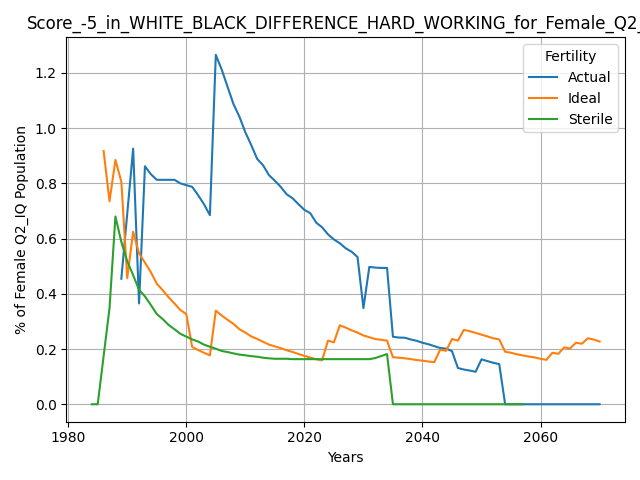 Score_-5_in_WHITE_BLACK_DIFFERENCE_HARD_WORKING_for_Female_Q2_
Fertility
Actual
Ideal
Sterile
% of Female Q2_IQ Population
1.2
1.0
0.8
0.6
0.4
0.2
0.0
1980 2000 2020 2040 2060
Years